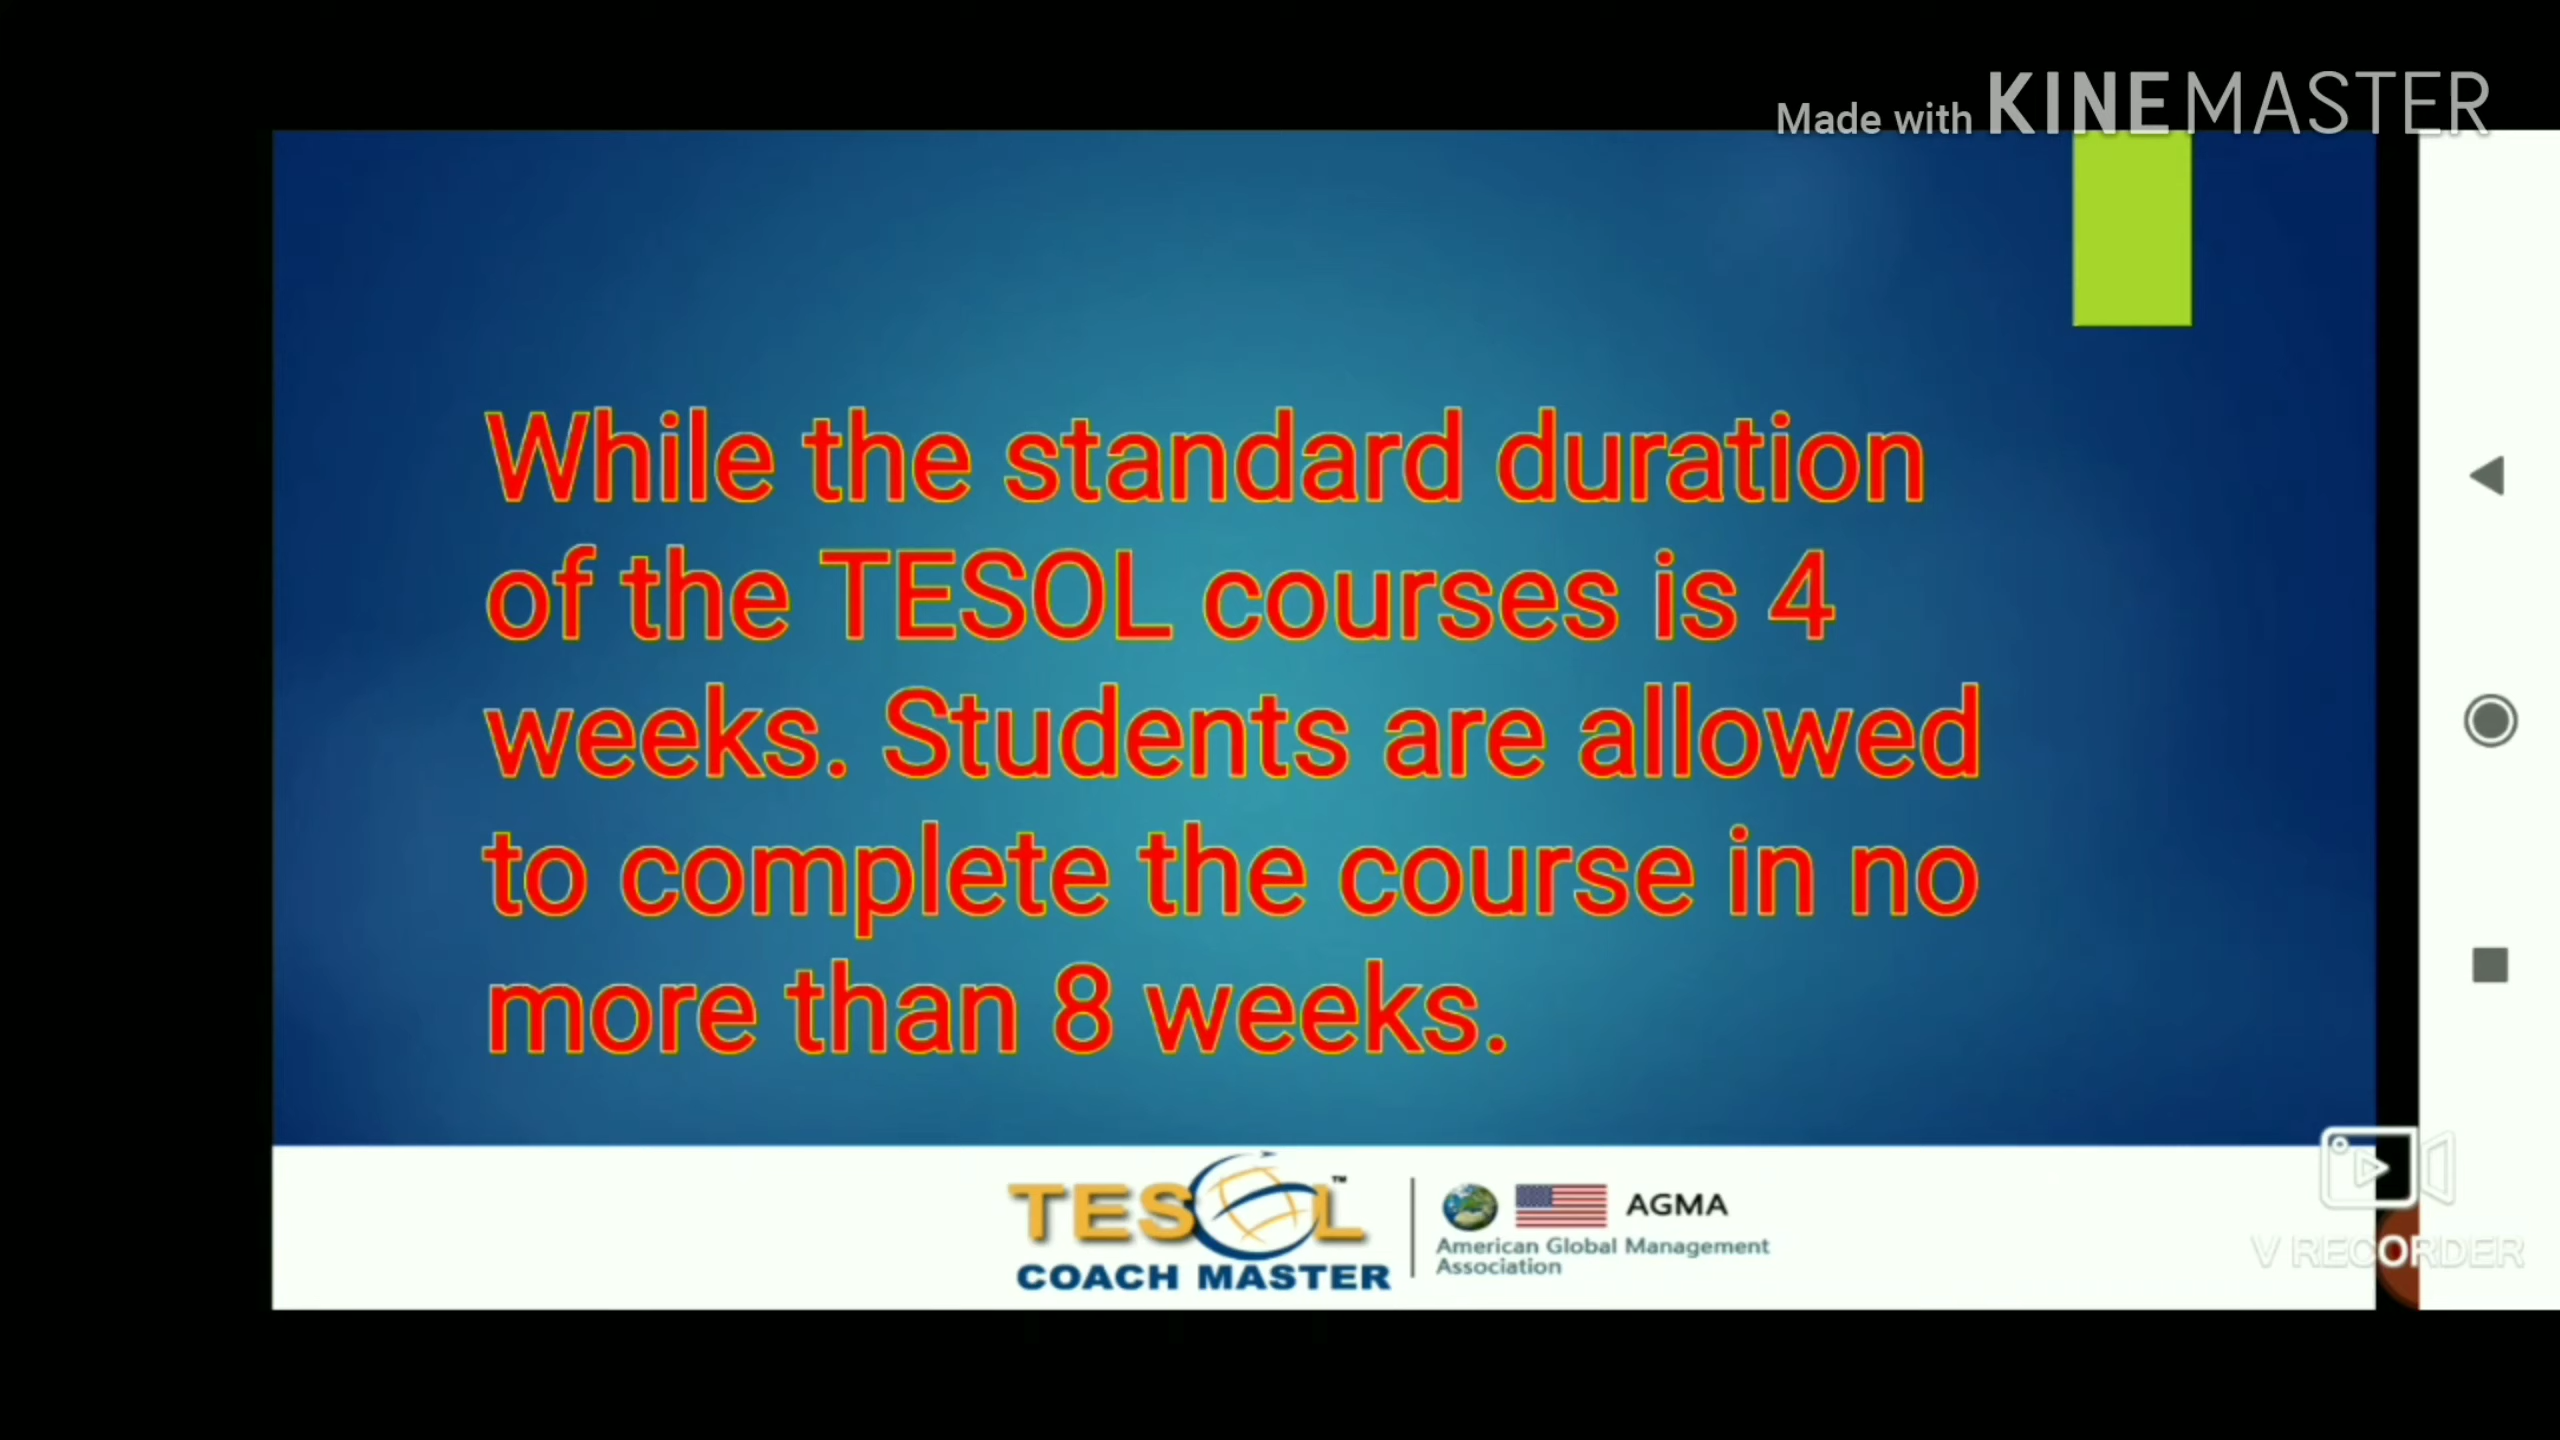 Made with KINEMASTER
While the standard duration
of the TESOL courses is 4
weeks. Students are allowed
to complete the course in no
more than 8 weeks.
TESOL™
COACH MASTER
AGMA
American Global Management
Association
V RECORDER